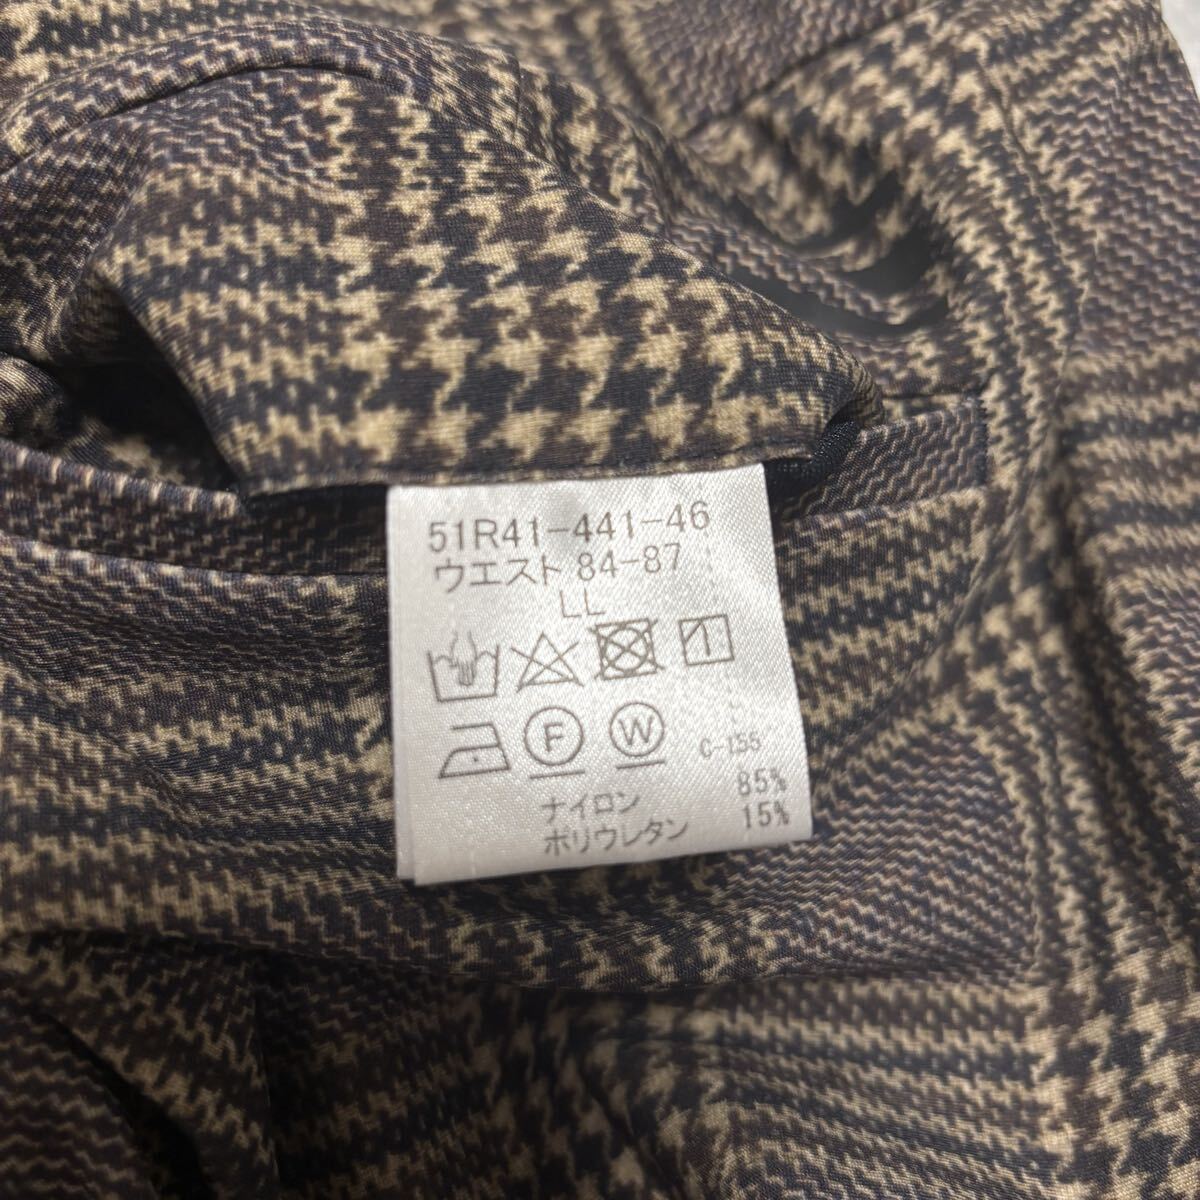 51R41-441-46
ウエスト 84-87
LL
F W C-155
ナイロン 85%
ポリウレタン 15%